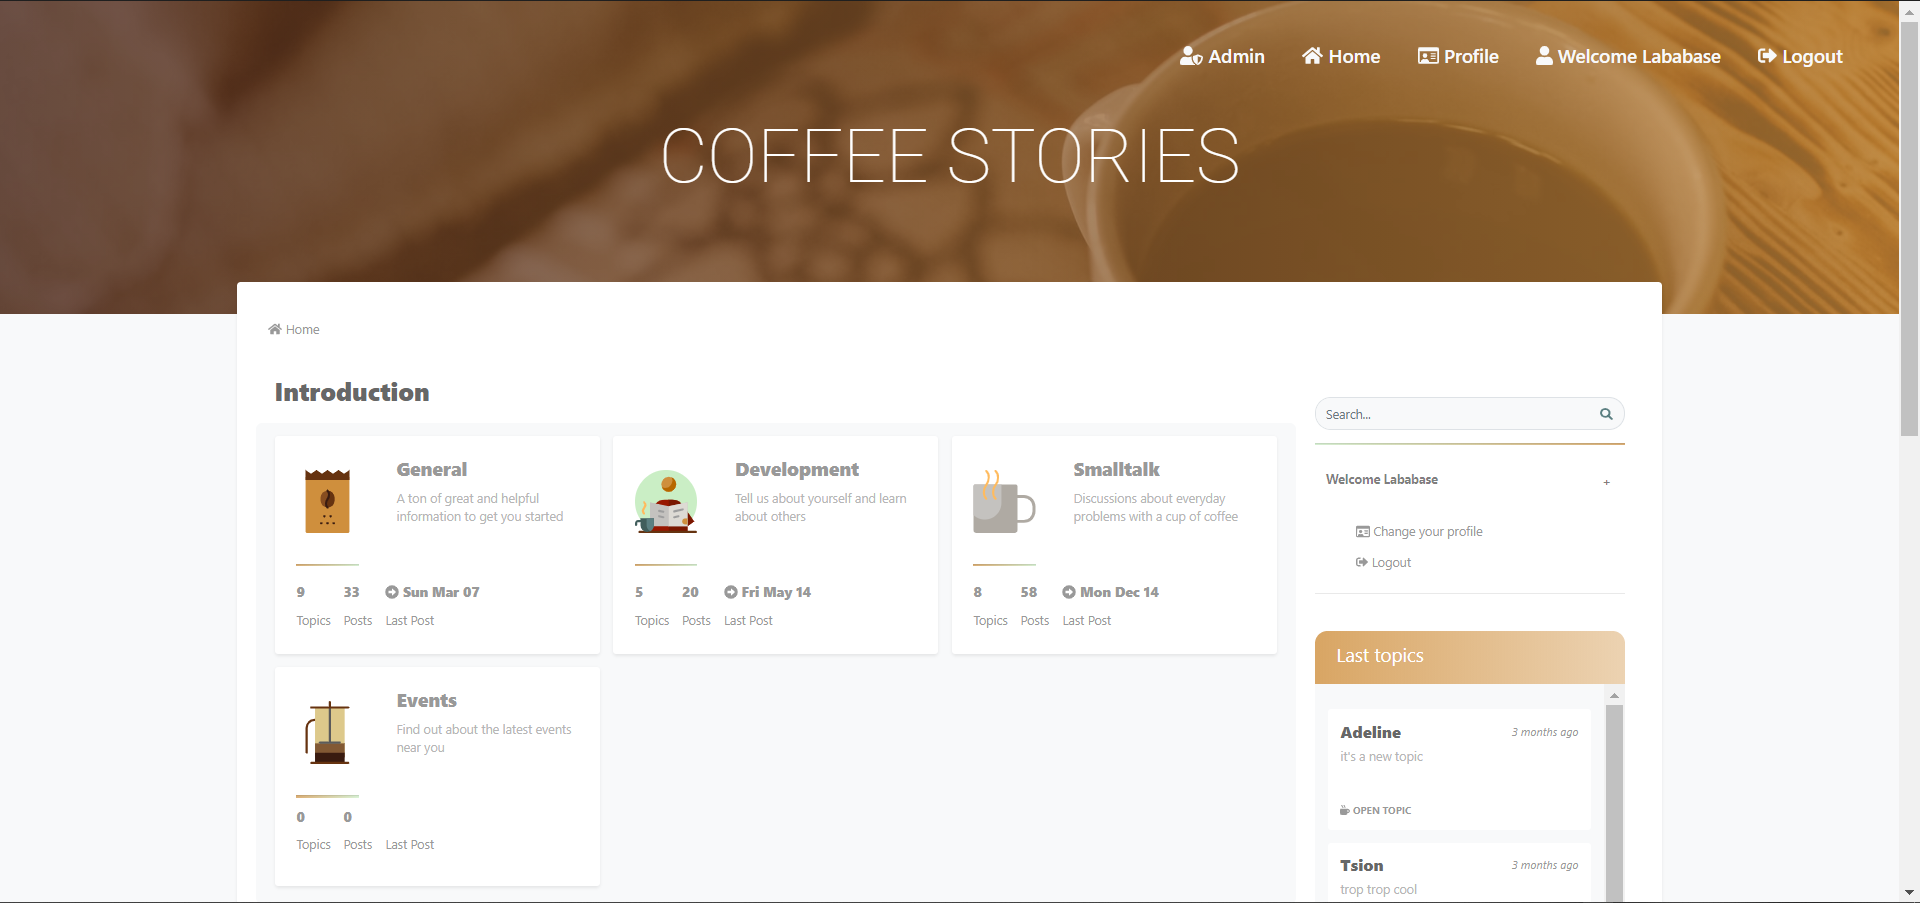 Admin Home Profile Welcome Lababase Logout
COFFEE STORIES
Home
Introduction
General
A ton of great and helpful
information to get you started
9 33 Sun Mar 07
Topics Posts Last Post
Development
Tell us about yourself and learn
about others
5 20 Fri May 14
Topics Posts Last Post
Smalltalk
Discussions about everyday
problems with a cup of coffee
8 58 Mon Dec 14
Topics Posts Last Post
Events
Find out about the latest events
near you
0 0
Topics Posts Last Post
Search...
Welcome Lababase +
Change your profile
Logout
Last topics
Adeline 3 months ago
it's a new topic
OPEN TOPIC
Tsion 3 months ago
trop trop cool